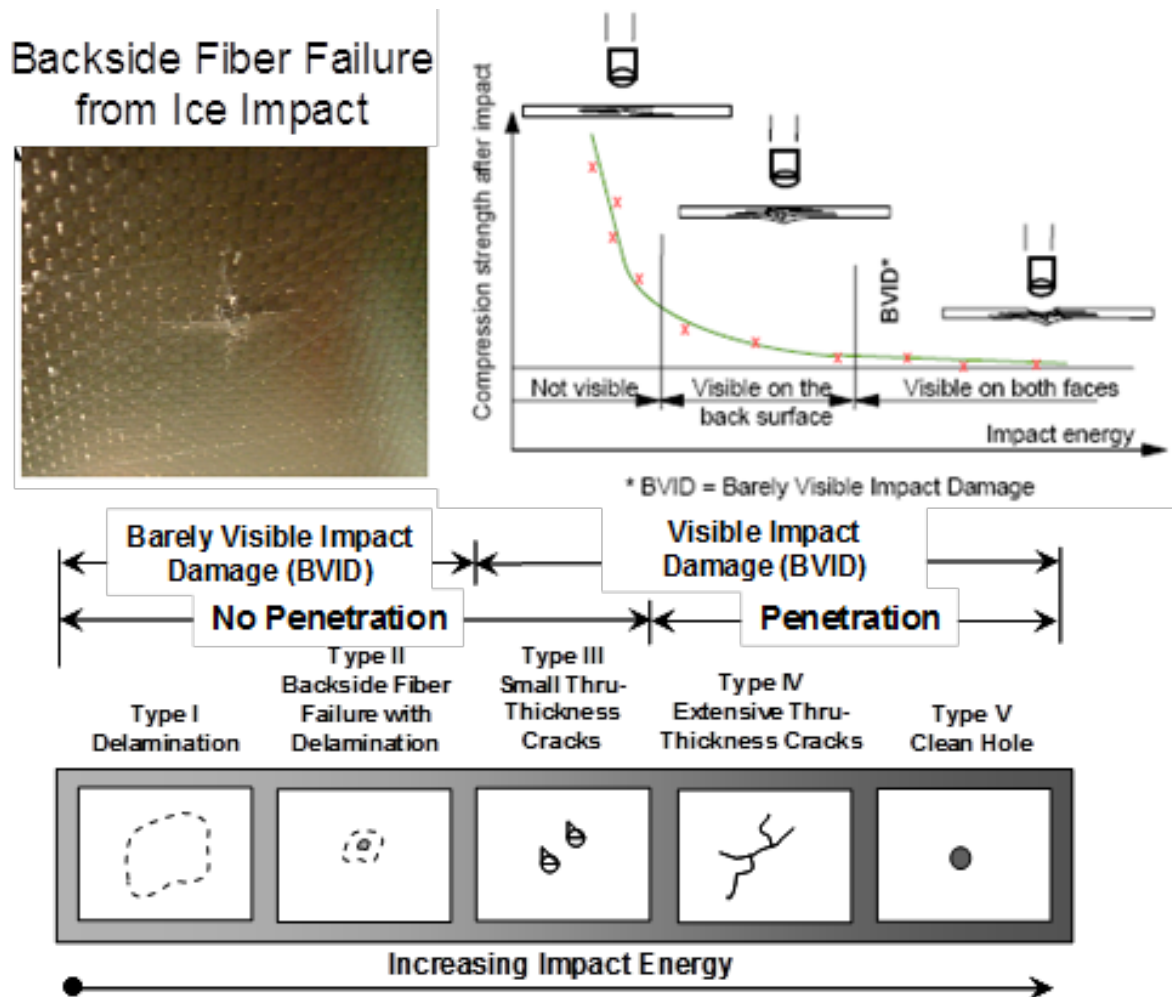 Backside Fiber Failure
from Ice Impact
Compression strength after impact
BVID*
Not visible
Visible on the
back surface
Visible on both faces
Impact energy
* BVID = Barely Visible Impact Damage
Barely Visible Impact
Damage (BVID)
Visible Impact
Damage (BVID)
No Penetration
Penetration
Type I
Delamination
Type II
Backside Fiber
Failure with
Delamination
Type III
Small Thru-
Thickness
Cracks
Type IV
Extensive Thru-
Thickness Cracks
Type V
Clean Hole
Increasing Impact Energy